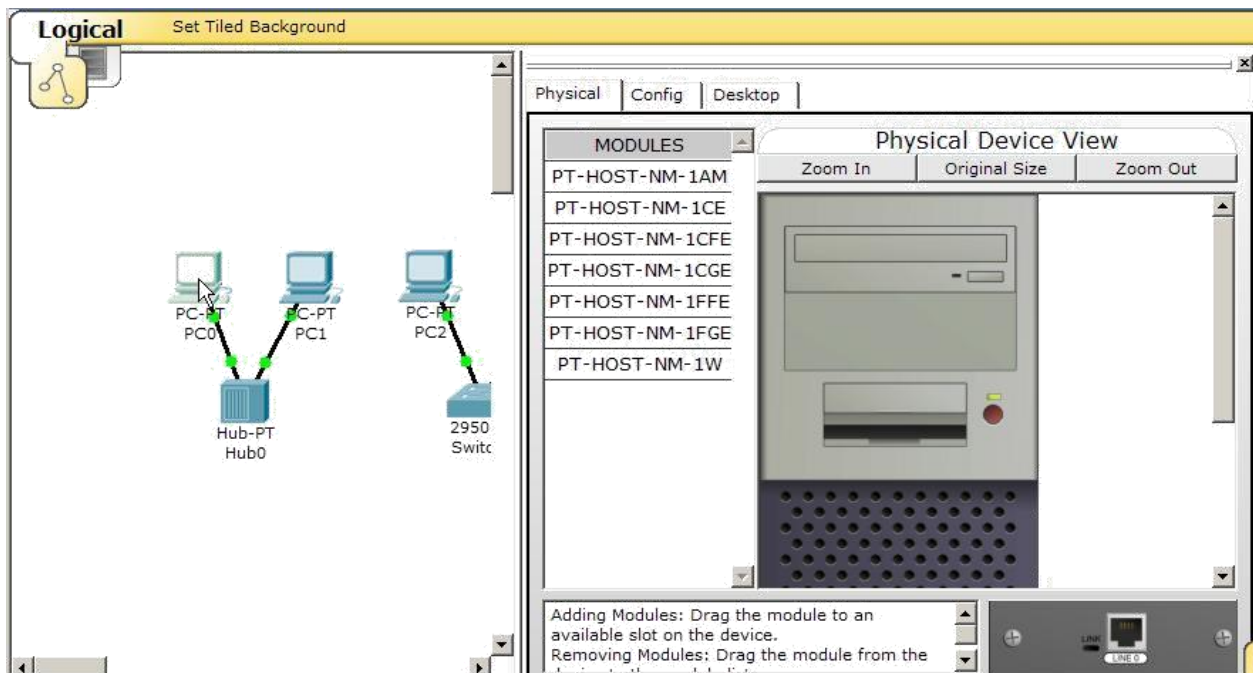 Logical
Set Tiled Background
PC-PT
PC0
PC-PT
PC1
PC-PT
PC2
Hub-PT
Hub0
2950
Switc
Physical
Config
Desktop
MODULES
PT-HOST-NM-1AM
PT-HOST-NM-1CE
PT-HOST-NM-1CFE
PT-HOST-NM-1CGE
PT-HOST-NM-1FFE
PT-HOST-NM-1FGE
PT-HOST-NM-1W
Physical Device View
Zoom In
Original Size
Zoom Out
Adding Modules: Drag the module to an
available slot on the device.
Removing Modules: Drag the module from the
LINK
LINE 0